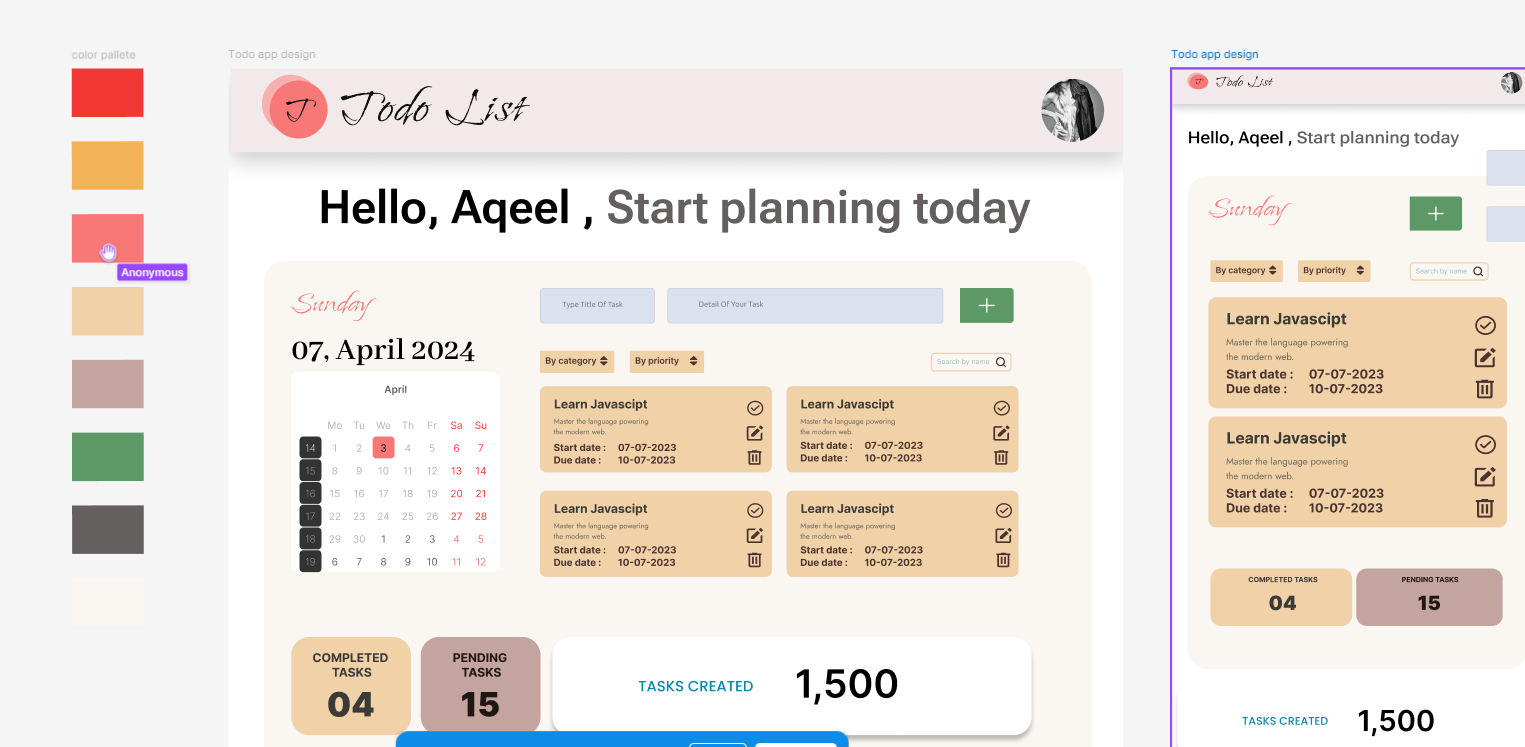 color pallete
Anonymous
Todo app design
T Todo List
Hello, Aqeel , Start planning today
Sunday
07, April 2024
April
Mo Tu We Th Fr Sa Su
14 1 2 3 4 5 6 7
15 8 9 10 11 12 13 14
16 15 16 17 18 19 20 21
17 22 23 24 25 26 27 28
18 29 30 1 2 3 4 5
19 6 7 8 9 10 11 12
Type Title Of Task
Detail Of Your Task
+
By category
By priority
Search by name
Learn Javascipt
Master the language powering
the modern web.
Start date : 07-07-2023
Due date : 10-07-2023
Learn Javascipt
Master the language powering
the modern web.
Start date : 07-07-2023
Due date : 10-07-2023
Learn Javascipt
Master the language powering
the modern web.
Start date : 07-07-2023
Due date : 10-07-2023
Learn Javascipt
Master the language powering
the modern web.
Start date : 07-07-2023
Due date : 10-07-2023
COMPLETED
TASKS
04
PENDING
TASKS
15
TASKS CREATED 1,500
Todo app design
T Todo List
Hello, Aqeel , Start planning today
Sunday
+
By category
By priority
Search by name
Learn Javascipt
Master the language powering
the modern web.
Start date : 07-07-2023
Due date : 10-07-2023
Learn Javascipt
Master the language powering
the modern web.
Start date : 07-07-2023
Due date : 10-07-2023
COMPLETED TASKS
04
PENDING TASKS
15
TASKS CREATED 1,500